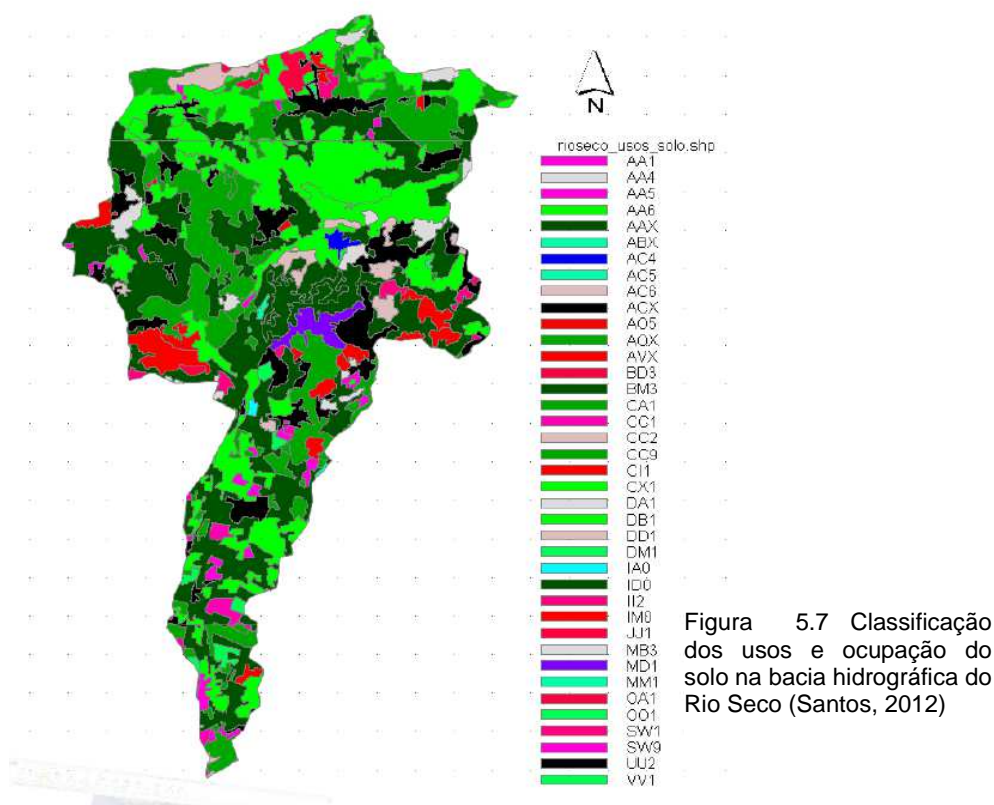 N
rioseco_usos_solo.shp
AA1
AA4
AA5
AA6
AAX
ABX
AC4
AC5
AC6
ACX
AO5
AQX
AVX
BD3
BM3
CA1
CC1
CC2
CC9
CI1
CX1
DA1
DB1
DD1
DM1
IA0
ID0
II2
IM8
JJ1
MB3
MD1
MM1
OA1
OO1
SW1
SW9
UU2
VV1
Figura 5.7 Classificação
dos usos e ocupação do
solo na bacia hidrográfica do
Rio Seco (Santos, 2012)